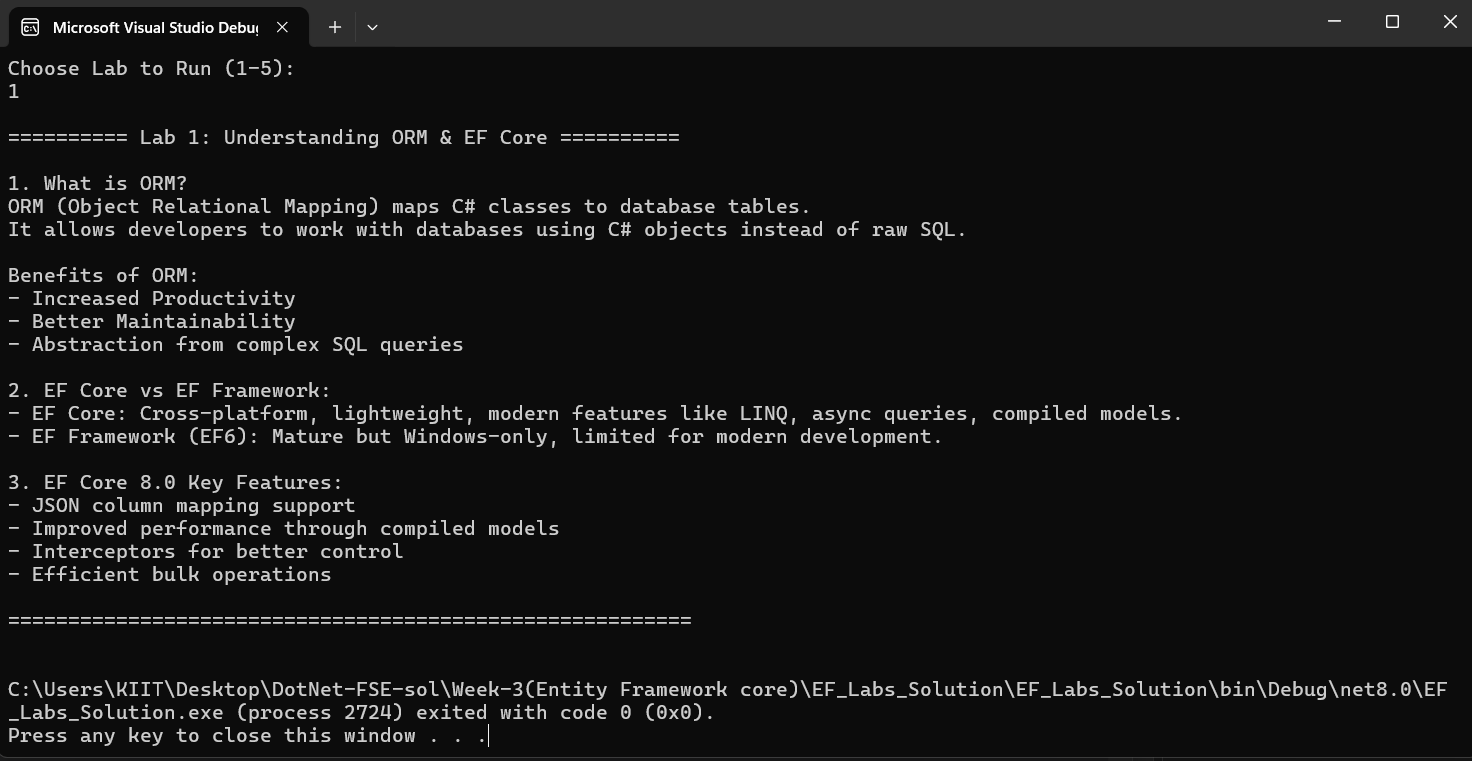 Microsoft Visual Studio Debug
Choose Lab to Run (1-5):
1
========== Lab 1: Understanding ORM & EF Core ==========
1. What is ORM?
ORM (Object Relational Mapping) maps C# classes to database tables.
It allows developers to work with databases using C# objects instead of raw SQL.
Benefits of ORM:
- Increased Productivity
- Better Maintainability
- Abstraction from complex SQL queries
2. EF Core vs EF Framework:
- EF Core: Cross-platform, lightweight, modern features like LINQ, async queries, compiled models.
- EF Framework (EF6): Mature but Windows-only, limited for modern development.
3. EF Core 8.0 Key Features:
- JSON column mapping support
- Improved performance through compiled models
- Interceptors for better control
- Efficient bulk operations
=========================================================
C:\Users\KIIT\Desktop\DotNet-FSE-sol\Week-3(Entity Framework core)\EF_Labs_Solution\EF_Labs_Solution\bin\Debug\net8.0\EF
_Labs_Solution.exe (process 2724) exited with code 0 (0x0).
Press any key to close this window . . .